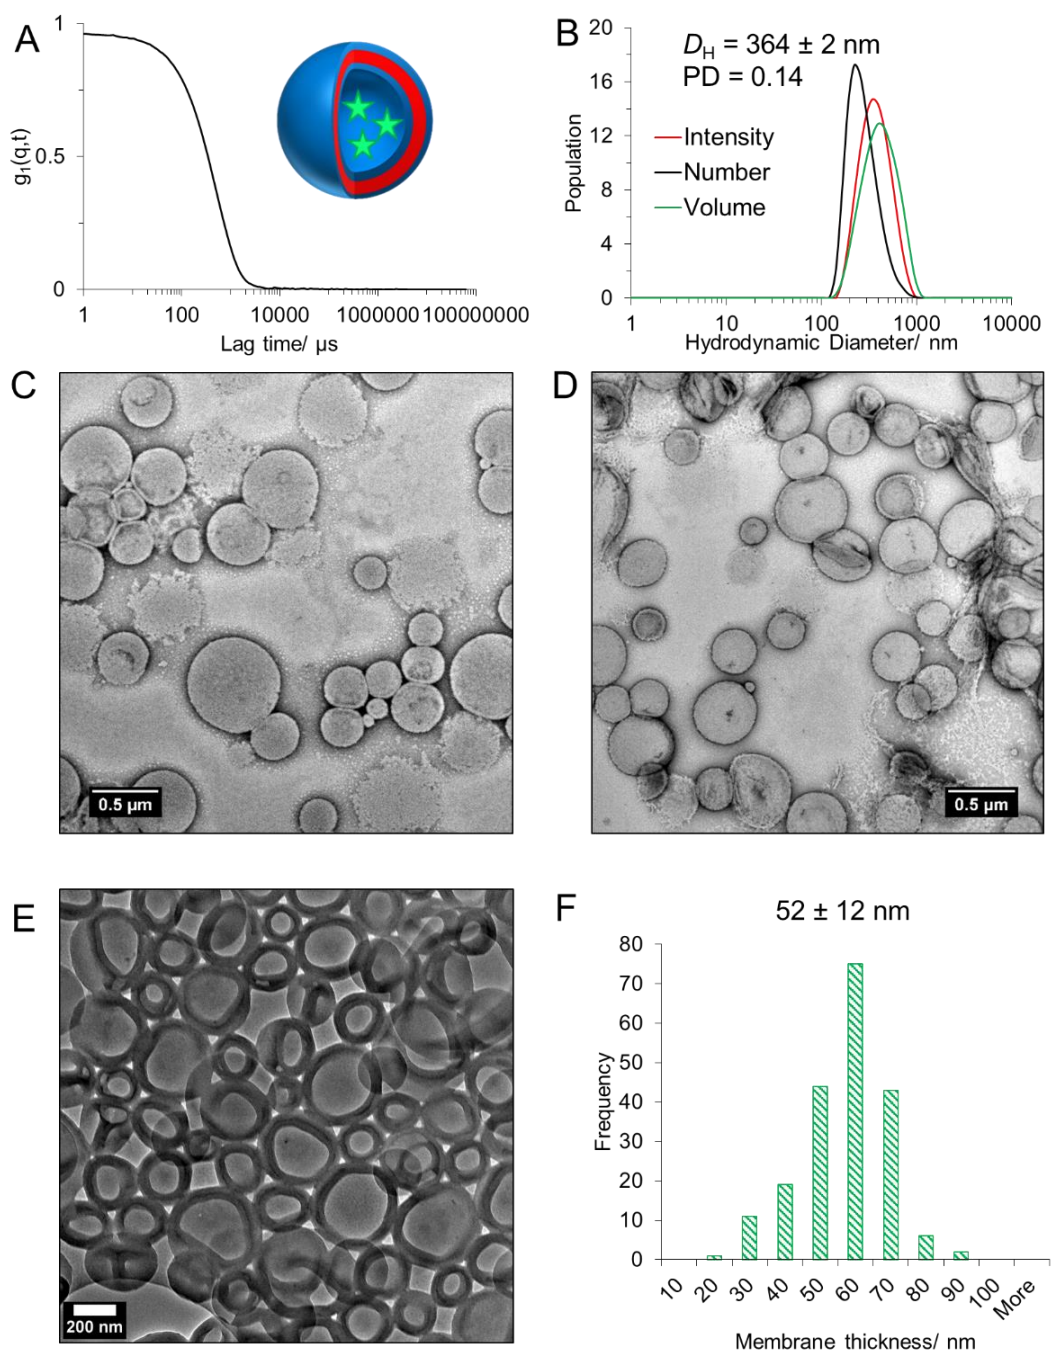 A
1
0.5
0
g₁(q,t)
1
100
10000
1000000
100000000
Lag time/ µs
B
20
16
12
8
4
0
Population
D_H = 364 ± 2 nm
PD = 0.14
Intensity
Number
Volume
1
10
100
1000
10000
Hydrodynamic Diameter/ nm
C
0.5 µm
D
0.5 µm
E
200 nm
F
52 ± 12 nm
80
70
60
50
40
30
20
10
0
Frequency
10
20
30
40
50
60
70
80
90
100
More
Membrane thickness/ nm